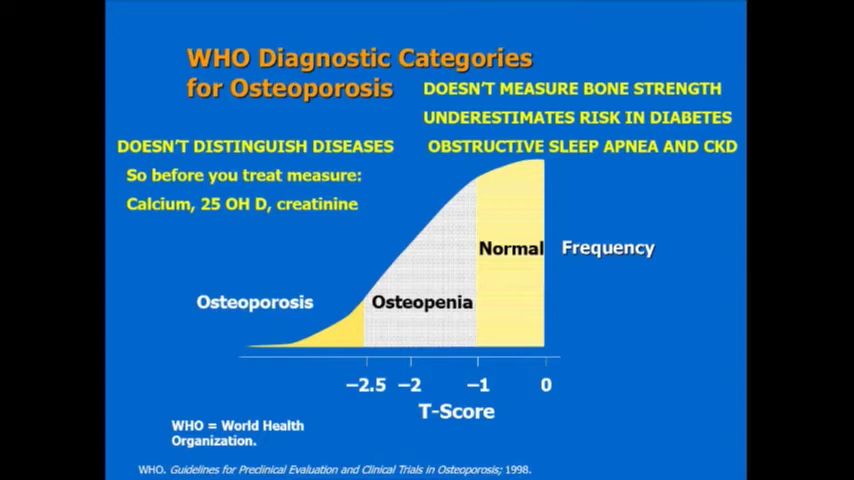 WHO Diagnostic Categories
for Osteoporosis
DOESN'T MEASURE BONE STRENGTH
UNDERESTIMATES RISK IN DIABETES
OBSTRUCTIVE SLEEP APNEA AND CKD
DOESN'T DISTINGUISH DISEASES
So before you treat measure:
Calcium, 25 OH D, creatinine
Normal
Frequency
Osteoporosis
Osteopenia
–2.5 –2 –1 0
T-Score
WHO = World Health
Organization.
WHO. Guidelines for Preclinical Evaluation and Clinical Trials in Osteoporosis; 1998.